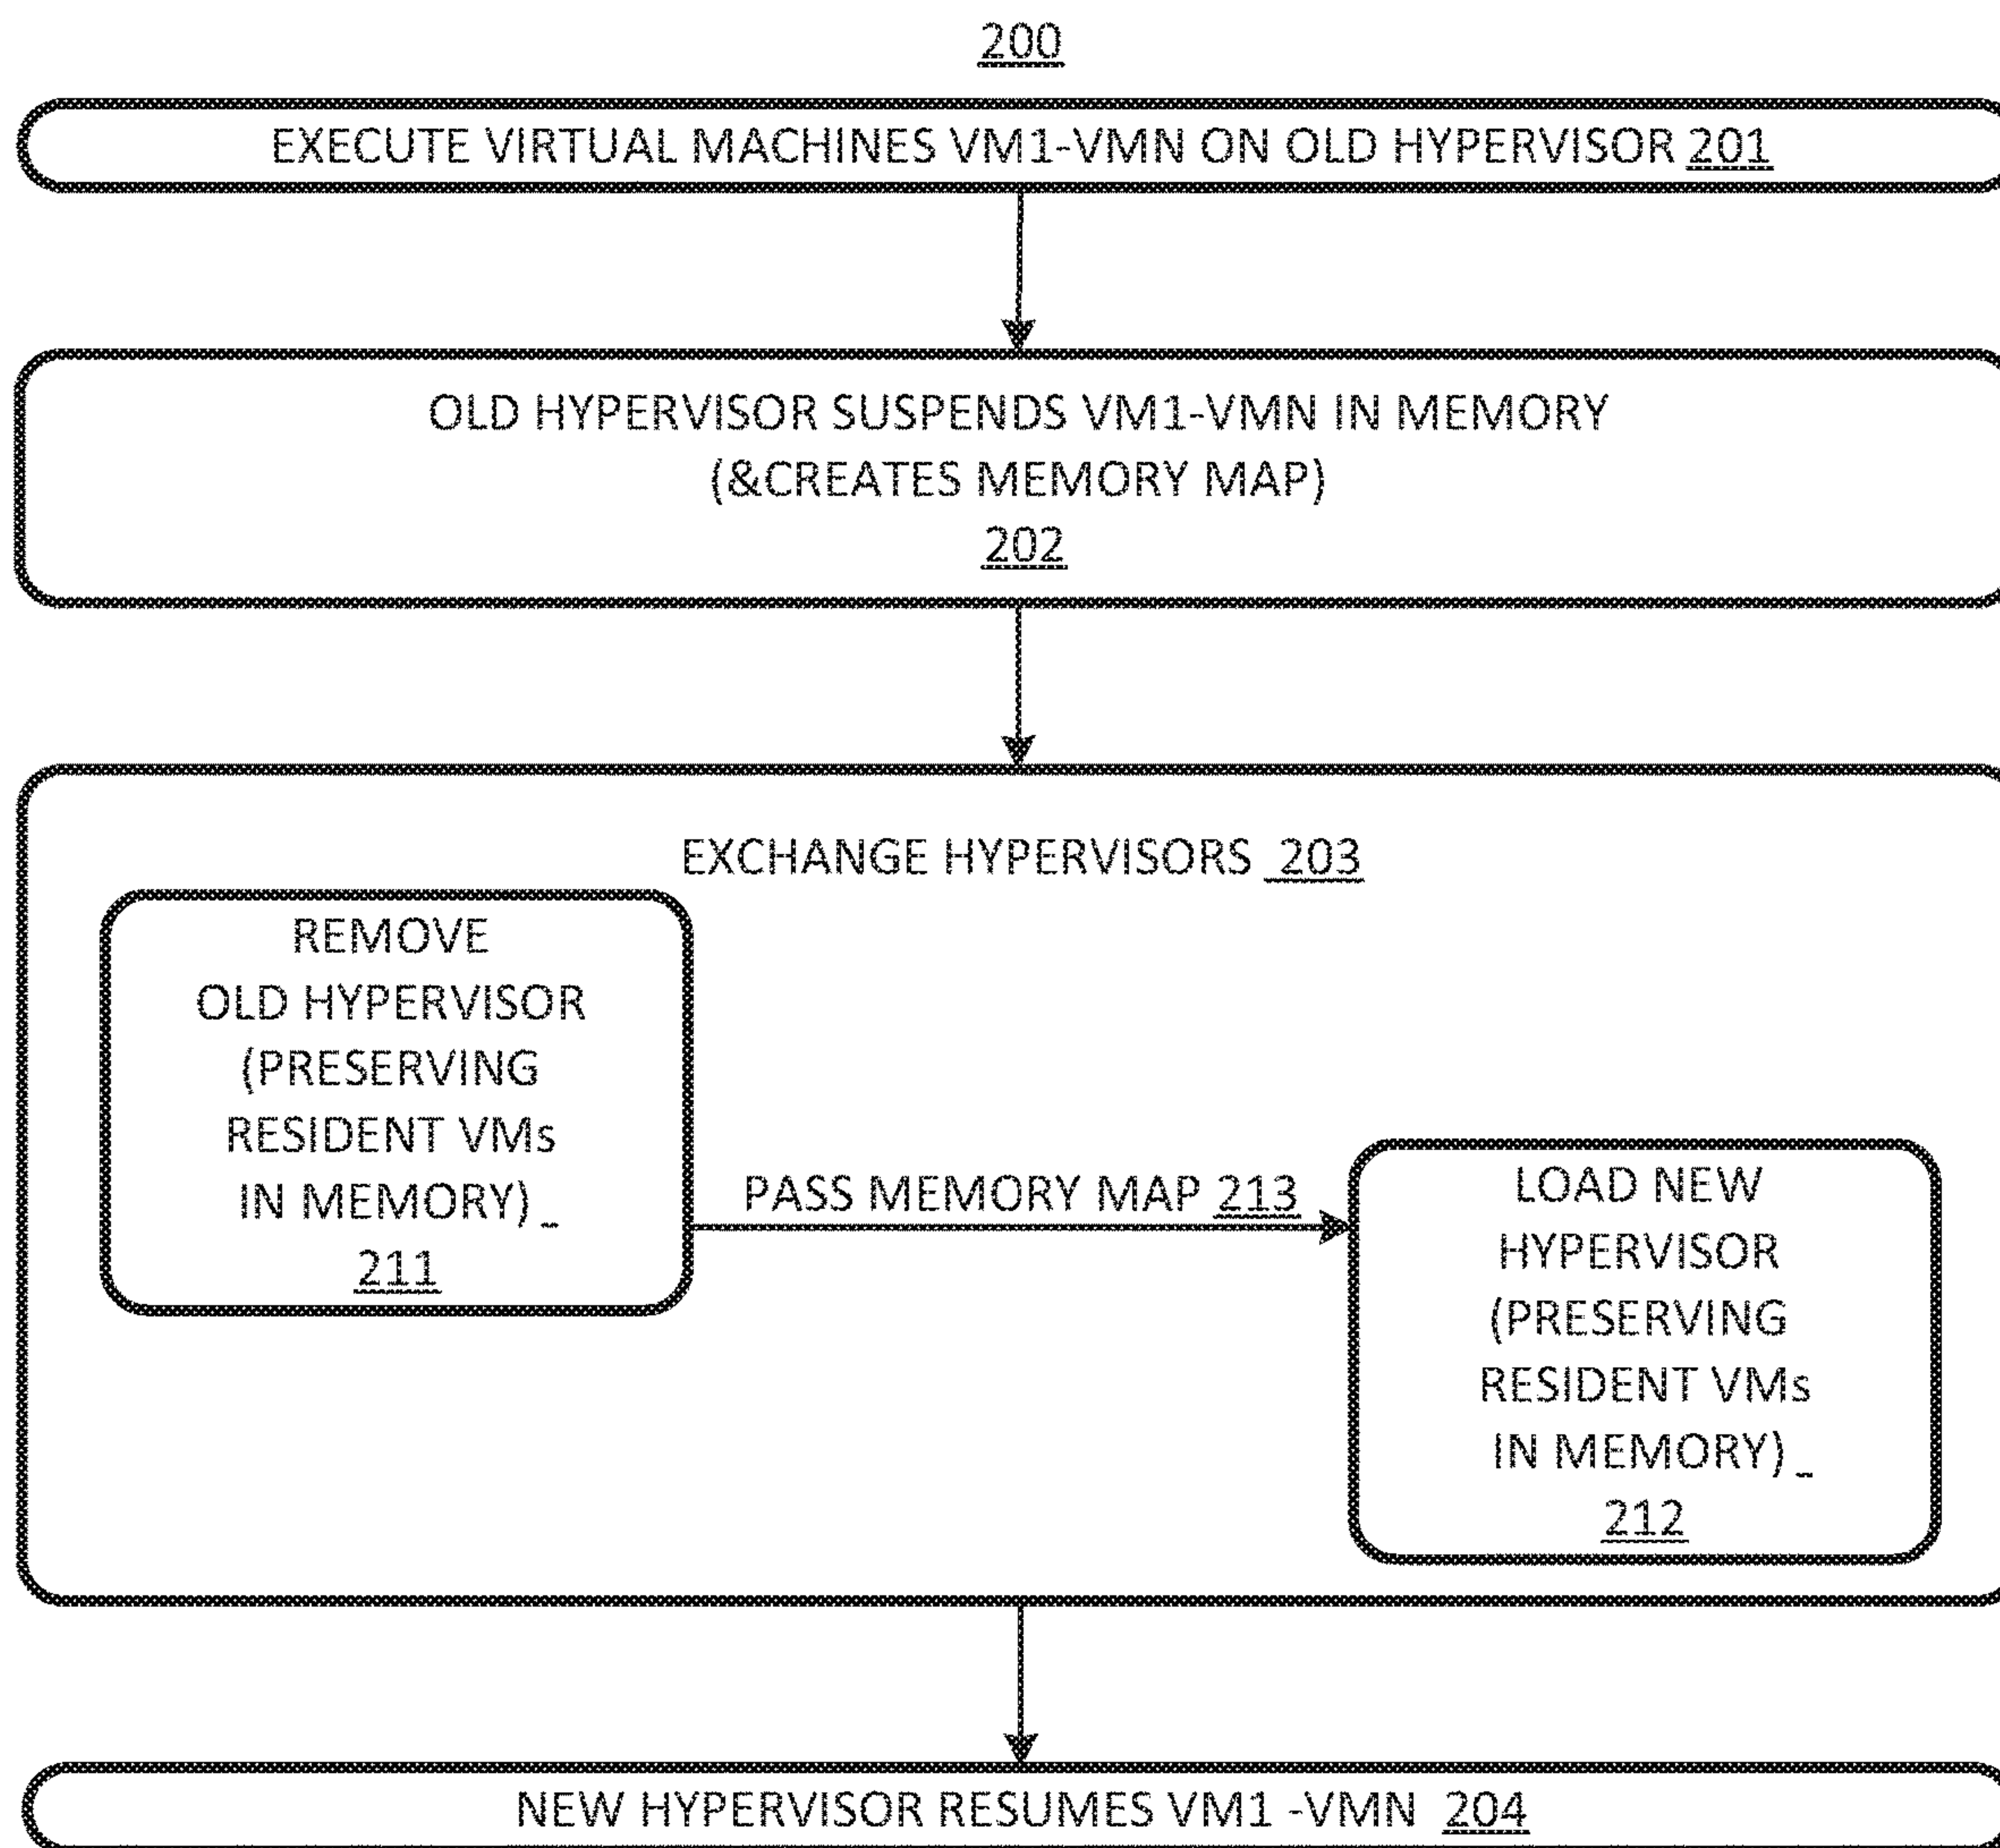 200
EXECUTE VIRTUAL MACHINES VM1-VMN ON OLD HYPERVISOR 201
OLD HYPERVISOR SUSPENDS VM1-VMN IN MEMORY
(&CREATES MEMORY MAP)
202
EXCHANGE HYPERVISORS 203
REMOVE
OLD HYPERVISOR
(PRESERVING
RESIDENT VMs
IN MEMORY)
211
PASS MEMORY MAP 213
LOAD NEW
HYPERVISOR
(PRESERVING
RESIDENT VMs
IN MEMORY)
212
NEW HYPERVISOR RESUMES VM1 -VMN 204